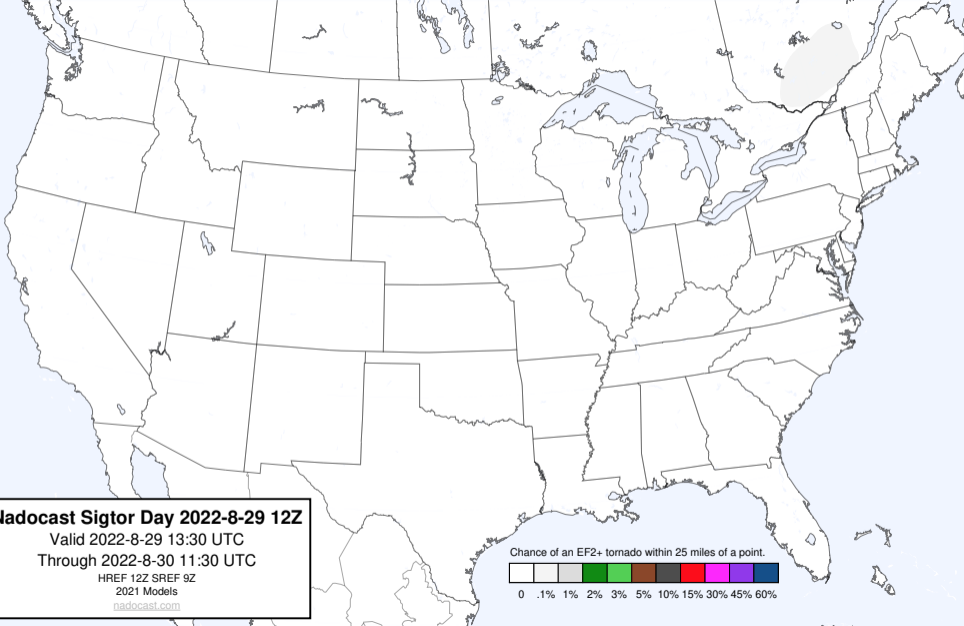 Nadocast Sigtor Day 2022-8-29 12Z
Valid 2022-8-29 13:30 UTC
Through 2022-8-30 11:30 UTC
HREF 12Z SREF 9Z
2021 Models
nadocast.com
Chance of an EF2+ tornado within 25 miles of a point.
0 .1% 1% 2% 3% 5% 10% 15% 30% 45% 60%